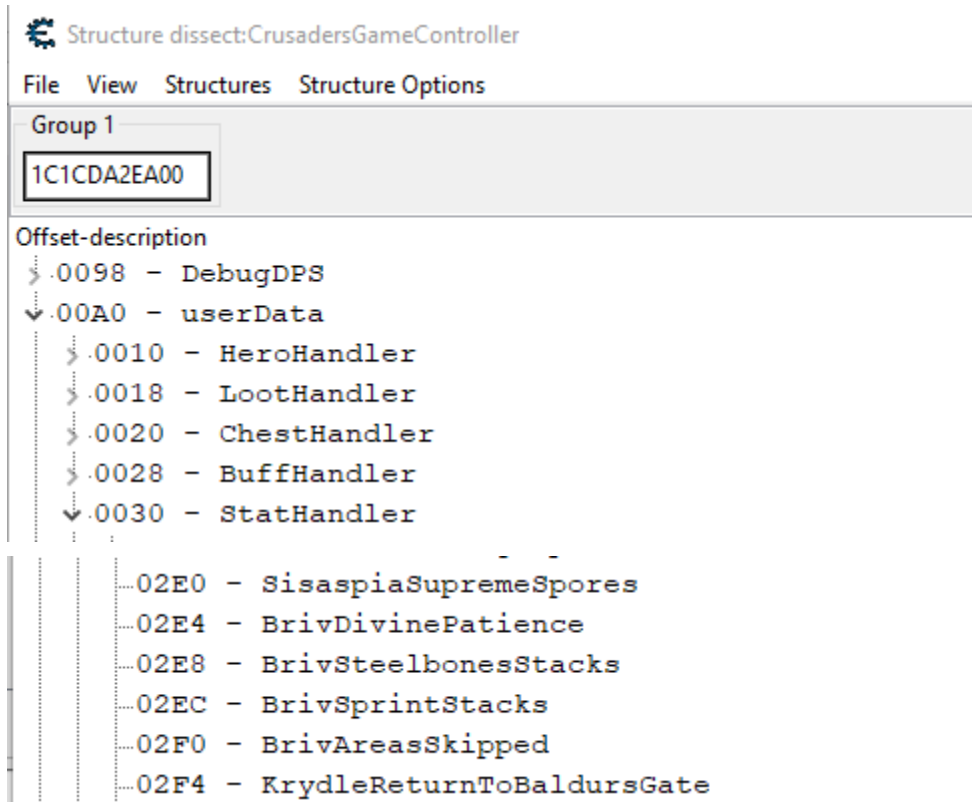 Structure dissect:CrusadersGameController
File View Structures Structure Options
Group 1
1C1CDA2EA00
Offset-description
0098 - DebugDPS
00A0 - userData
0010 - HeroHandler
0018 - LootHandler
0020 - ChestHandler
0028 - BuffHandler
0030 - StatHandler
02E0 - SisaspiaSupremeSpores
02E4 - BrivDivinePatience
02E8 - BrivSteelbonesStacks
02EC - BrivSprintStacks
02F0 - BrivAreasSkipped
02F4 - KrydleReturnToBaldursGate